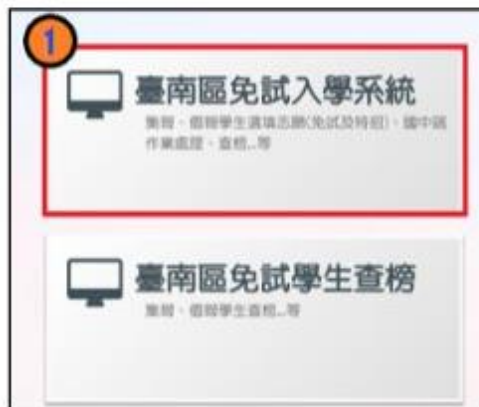 1
臺南區免試入學系統
集報、個報學生選填志願(免試及特招)、國中端
作業處理、查榜...等
臺南區免試學生查榜
集報、個報學生查榜...等